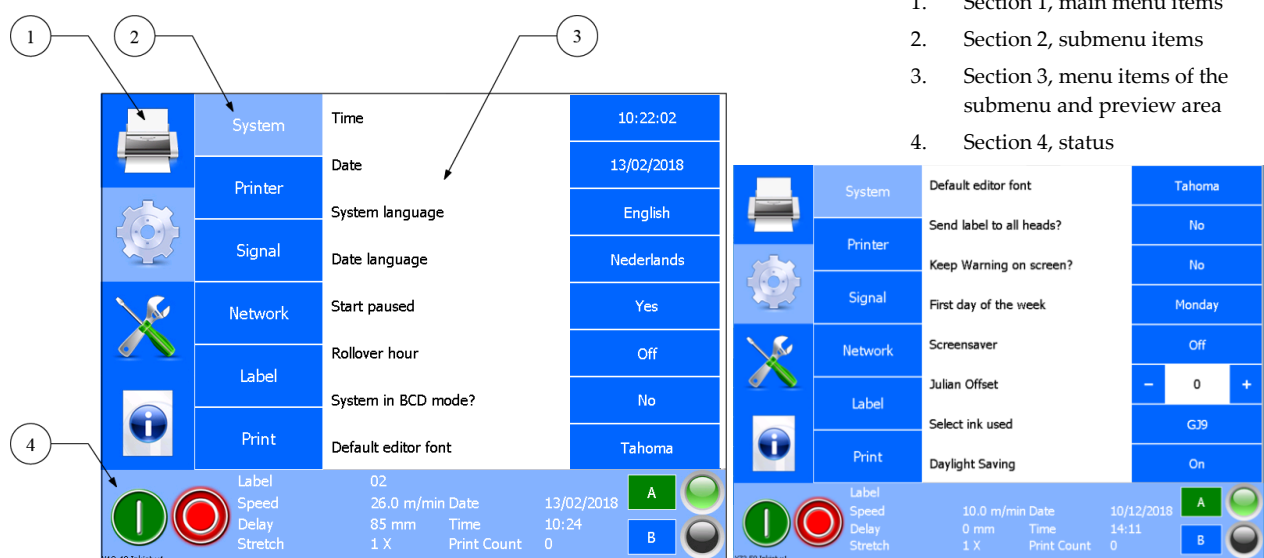 1. Section 1, main menu items
2. Section 2, submenu items
3. Section 3, menu items of the
submenu and preview area
4. Section 4, status
1
2
3
4
System
Printer
Signal
Network
Label
Print
Time 10:22:02
Date 13/02/2018
System language English
Date language Nederlands
Start paused Yes
Rollover hour Off
System in BCD mode? No
Default editor font Tahoma
Label 02
Speed 26.0 m/min Date 13/02/2018
Delay 85 mm Time 10:24
Stretch 1 X Print Count 0
A
B
System
Printer
Signal
Network
Label
Print
Default editor font Tahoma
Send label to all heads? No
Keep Warning on screen? No
First day of the week Monday
Screensaver Off
Julian Offset − 0 +
Select ink used GJ9
Daylight Saving On
Label
Speed 10.0 m/min Date 10/12/2018
Delay 0 mm Time 14:11
Stretch 1 X Print Count 0
A
B